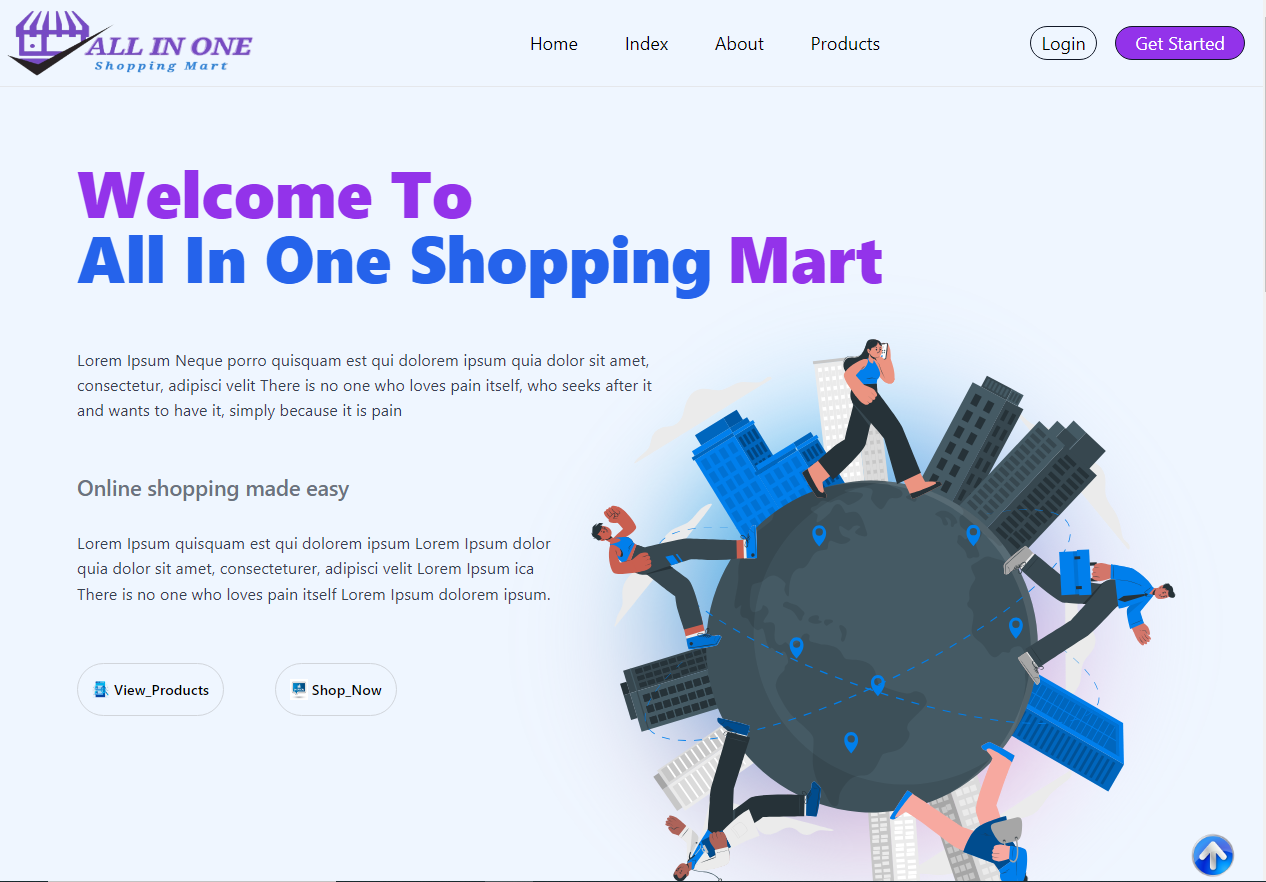 ALL IN ONE
Shopping Mart
Home Index About Products Login Get Started
Welcome To
All In One Shopping Mart
Lorem Ipsum Neque porro quisquam est qui dolorem ipsum quia dolor sit amet,
consectetur, adipisci velit There is no one who loves pain itself, who seeks after it
and wants to have it, simply because it is pain
Online shopping made easy
Lorem Ipsum quisquam est qui dolorem ipsum Lorem Ipsum dolor
quia dolor sit amet, consecteturer, adipisci velit Lorem Ipsum ica
There is no one who loves pain itself Lorem Ipsum dolorem ipsum.
View_Products Shop_Now